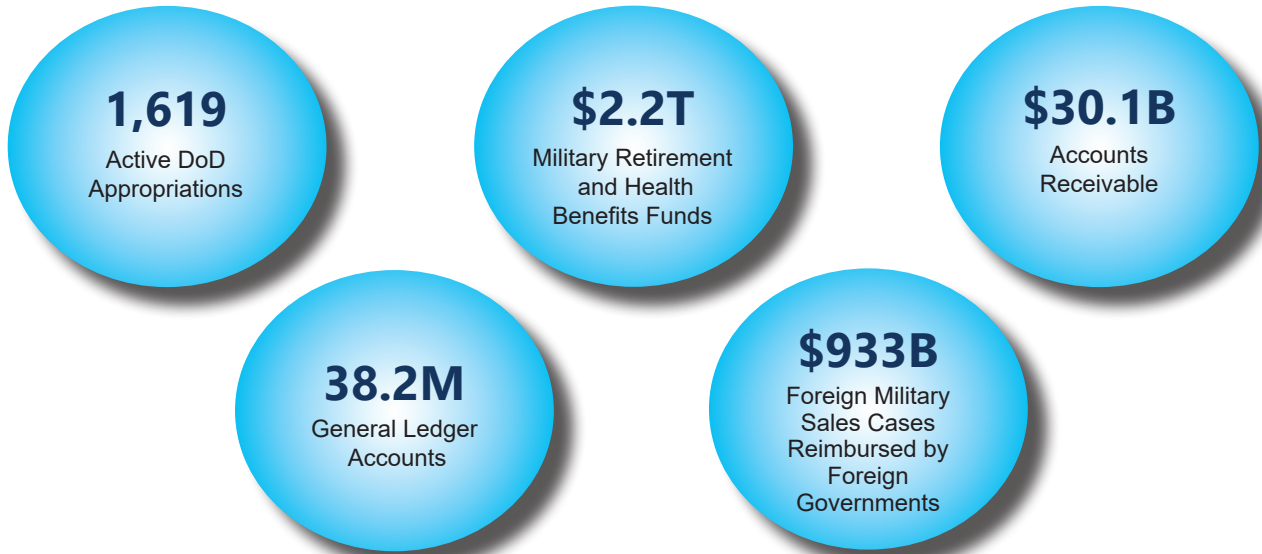 1,619
Active DoD
Appropriations
$2.2T
Military Retirement
and Health
Benefits Funds
$30.1B
Accounts
Receivable
38.2M
General Ledger
Accounts
$933B
Foreign Military
Sales Cases
Reimbursed by
Foreign
Governments